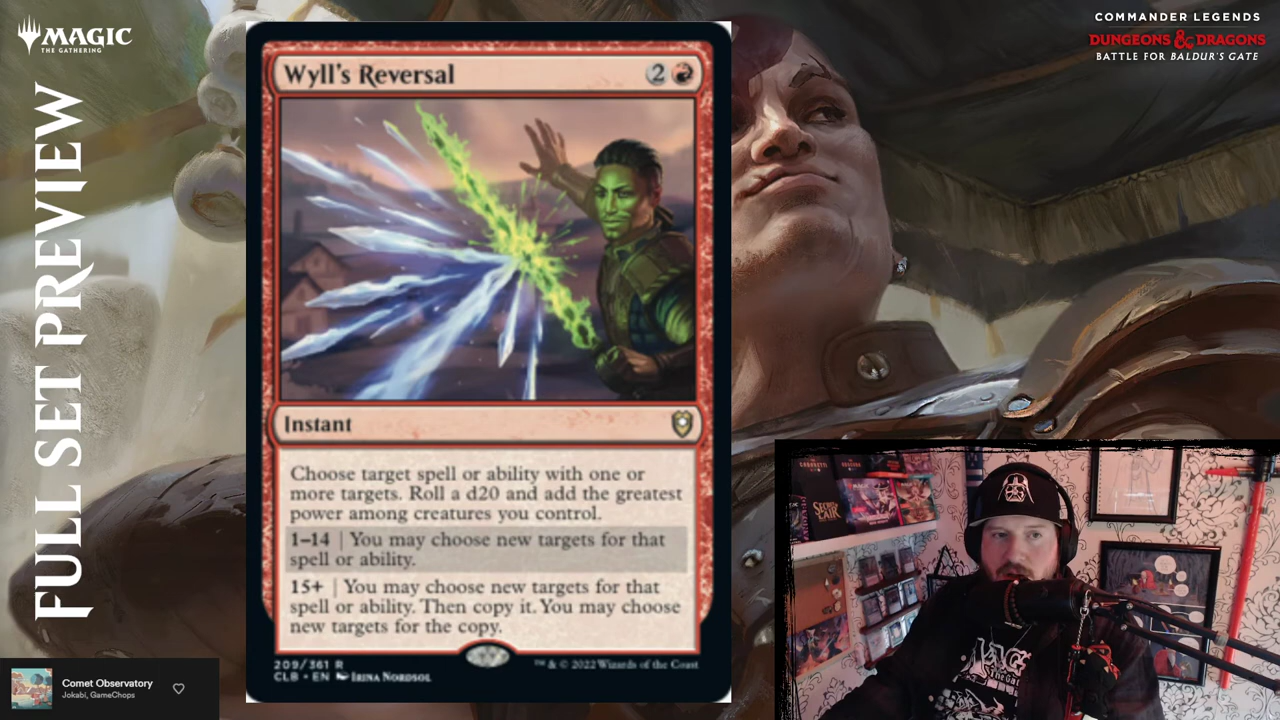 MAGIC
THE GATHERING
FULL SET PREVIEW
COMMANDER LEGENDS
DUNGEONS & DRAGONS
BATTLE FOR BALDUR'S GATE
Wyll's Reversal
2
Instant
Choose target spell or ability with one or
more targets. Roll a d20 and add the greatest
power among creatures you control.
1–14 | You may choose new targets for that
spell or ability.
15+ | You may choose new targets for that
spell or ability. Then copy it. You may choose
new targets for the copy.
209/361 R
CLB • EN IRINA NORDSOL
™ & © 2022 Wizards of the Coast
Comet Observatory
Jokabi, GameChops